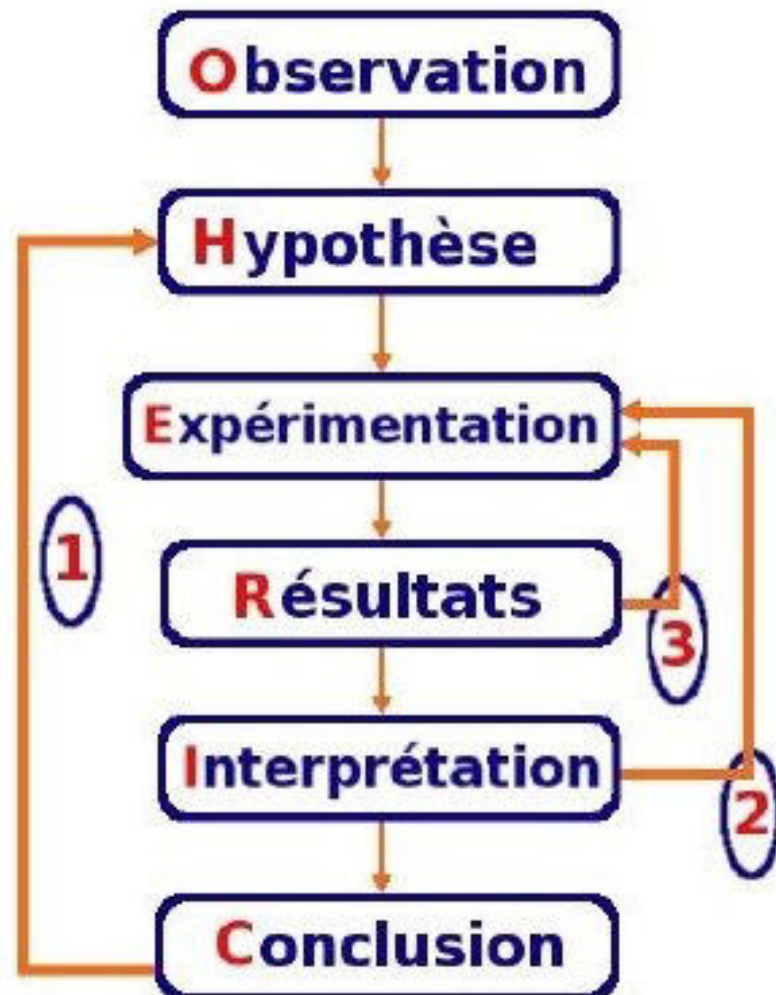 Observation
Hypothèse
Expérimentation
1
Résultats
3
Interprétation
2
Conclusion